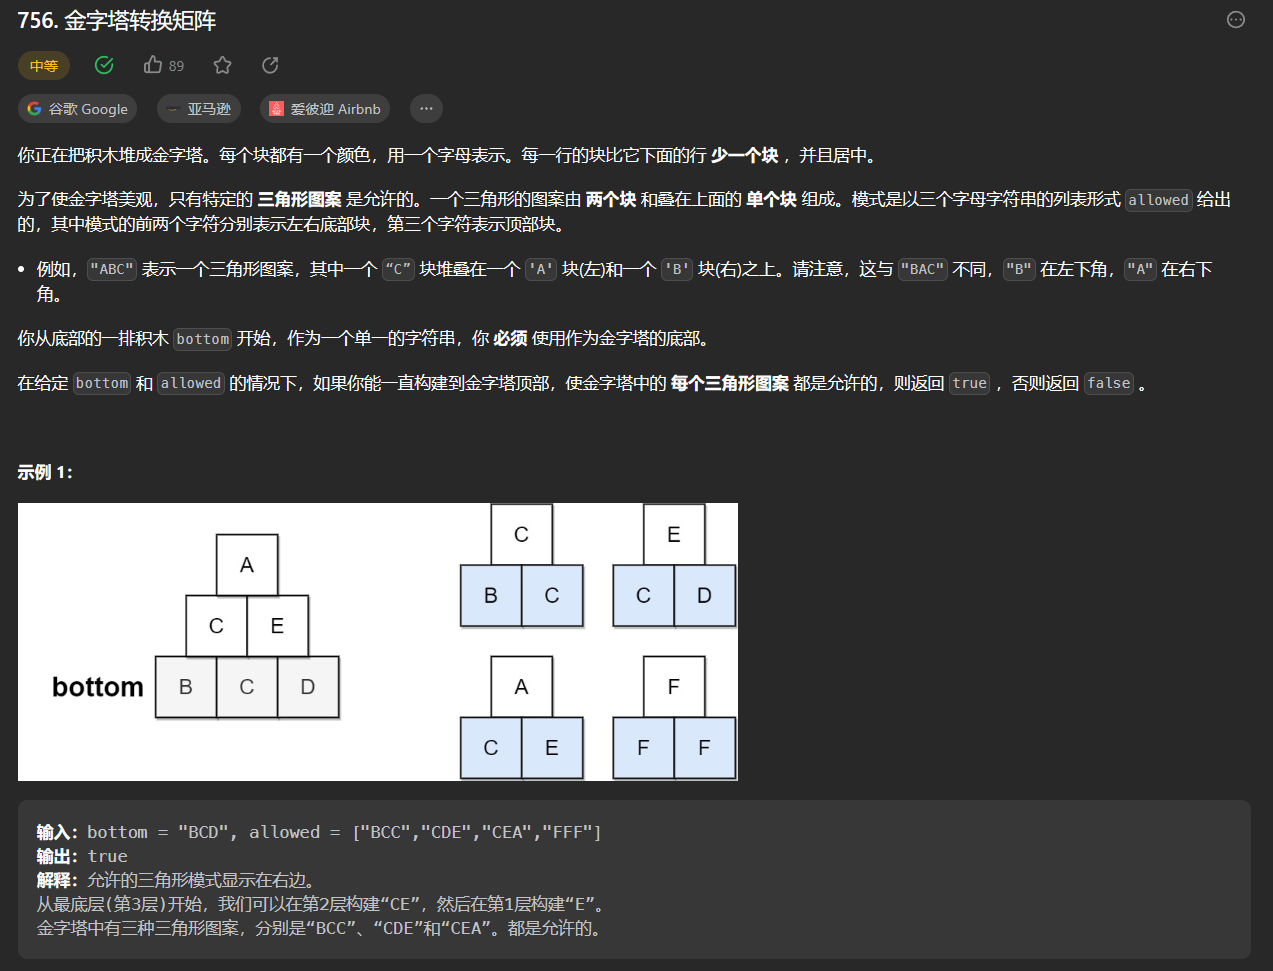 756. 金字塔转换矩阵
中等 89
谷歌 Google 亚马逊 爱彼迎 Airbnb ...
你正在把积木堆成金字塔。每个块都有一个颜色，用一个字母表示。每一行的块比它下面的行 少一个块 ，并且居中。
为了使金字塔美观，只有特定的 三角形图案 是允许的。一个三角形的图案由 两个块 和叠在上面的 单个块 组成。模式是以三个字母字符串的列表形式 allowed 给出
的，其中模式的前两个字符分别表示左右底部块，第三个字符表示顶部块。
• 例如，"ABC" 表示一个三角形图案，其中一个 “C” 块堆叠在一个 'A' 块(左)和一个 'B' 块(右)之上。请注意，这与 "BAC" 不同，"B" 在左下角，"A" 在右下
角。
你从底部的一排积木 bottom 开始，作为一个单一的字符串，你 必须 使用作为金字塔的底部。
在给定 bottom 和 allowed 的情况下，如果你能一直构建到金字塔顶部，使金字塔中的 每个三角形图案 都是允许的，则返回 true ，否则返回 false 。
示例 1：
A
C E
bottom B C D
C
B C
E
C D
A
C E
F
F F
输入：bottom = "BCD", allowed = ["BCC","CDE","CEA","FFF"]
输出：true
解释：允许的三角形模式显示在右边。
从最底层(第3层)开始，我们可以在第2层构建“CE”，然后在第1层构建“E”。
金字塔中有三种三角形图案，分别是“BCC”、“CDE”和“CEA”。都是允许的。